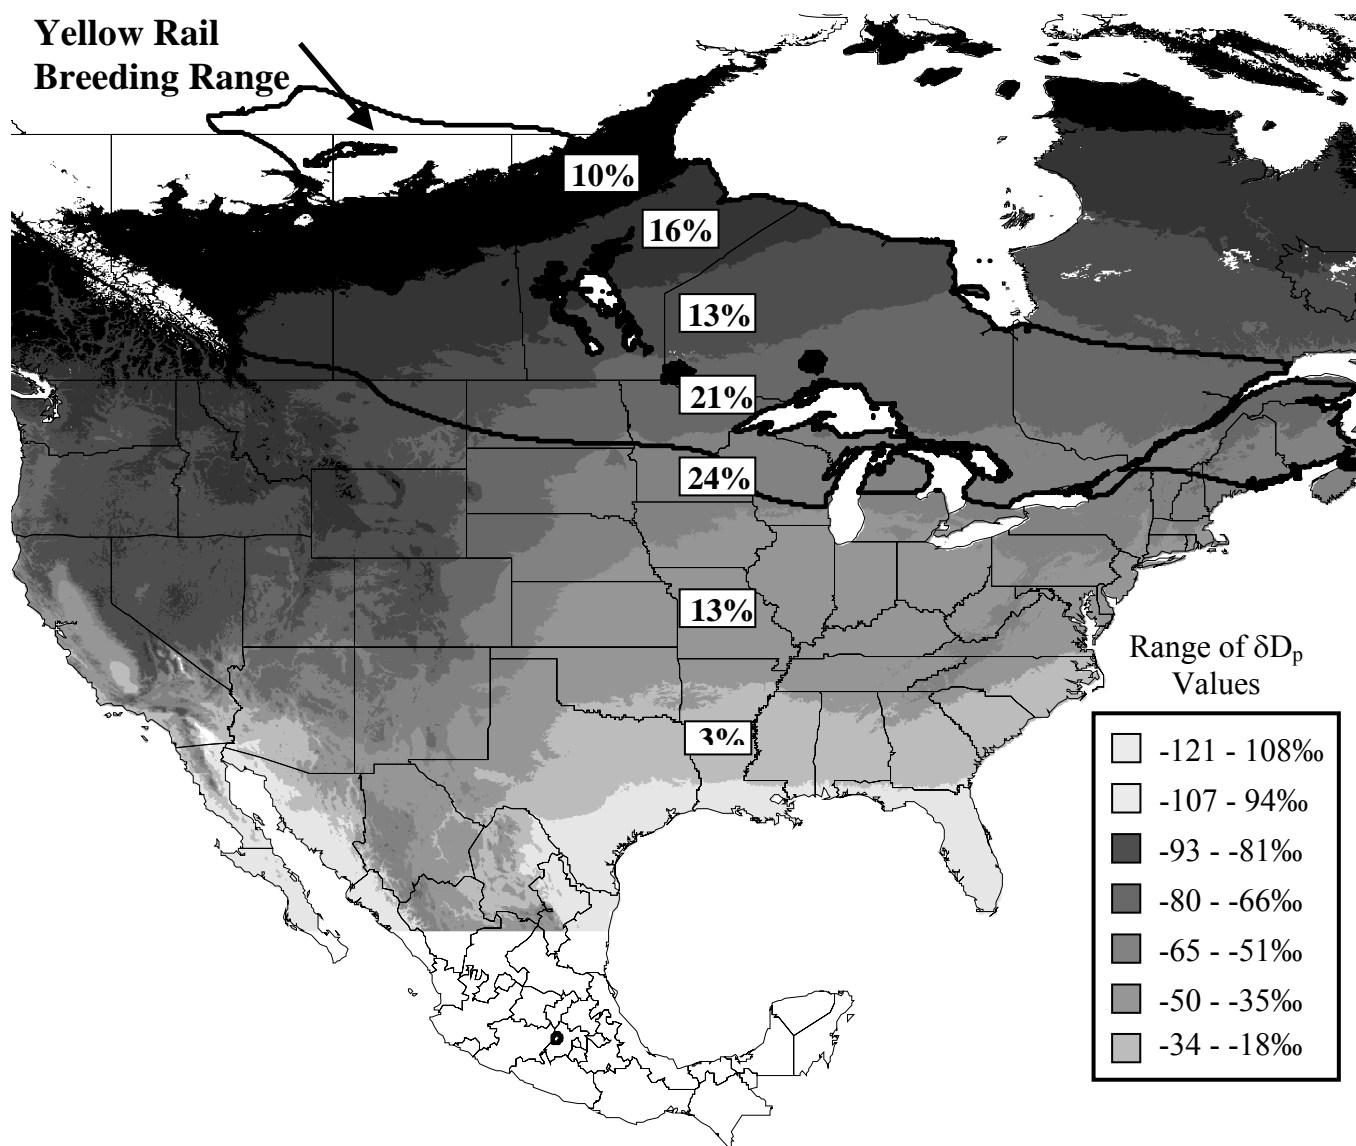 Yellow Rail
Breeding Range
10%
16%
13%
21%
24%
13%
3%
Range of δDp
Values
-121 - 108‰
-107 - 94‰
-93 - -81‰
-80 - -66‰
-65 - -51‰
-50 - -35‰
-34 - -18‰